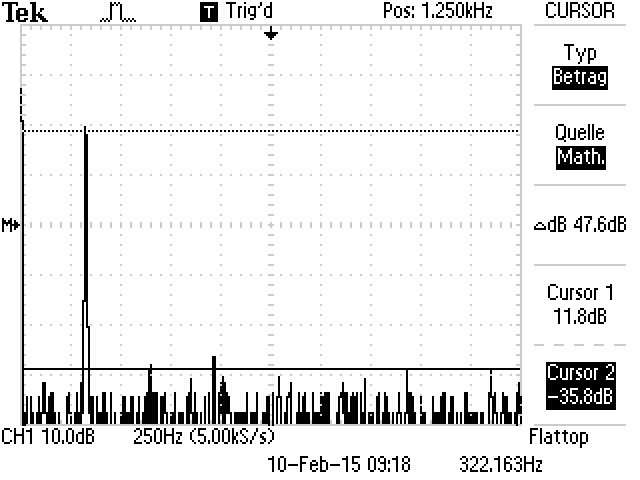 Tek T Trig'd Pos: 1.250kHz CURSOR
Typ
Betrag
Quelle
Math.
M
△dB 47.6dB
Cursor 1
11.8dB
Cursor 2
-35.8dB
CH1 10.0dB 250Hz (5.00kS/s) Flattop
10-Feb-15 09:18 322.163Hz